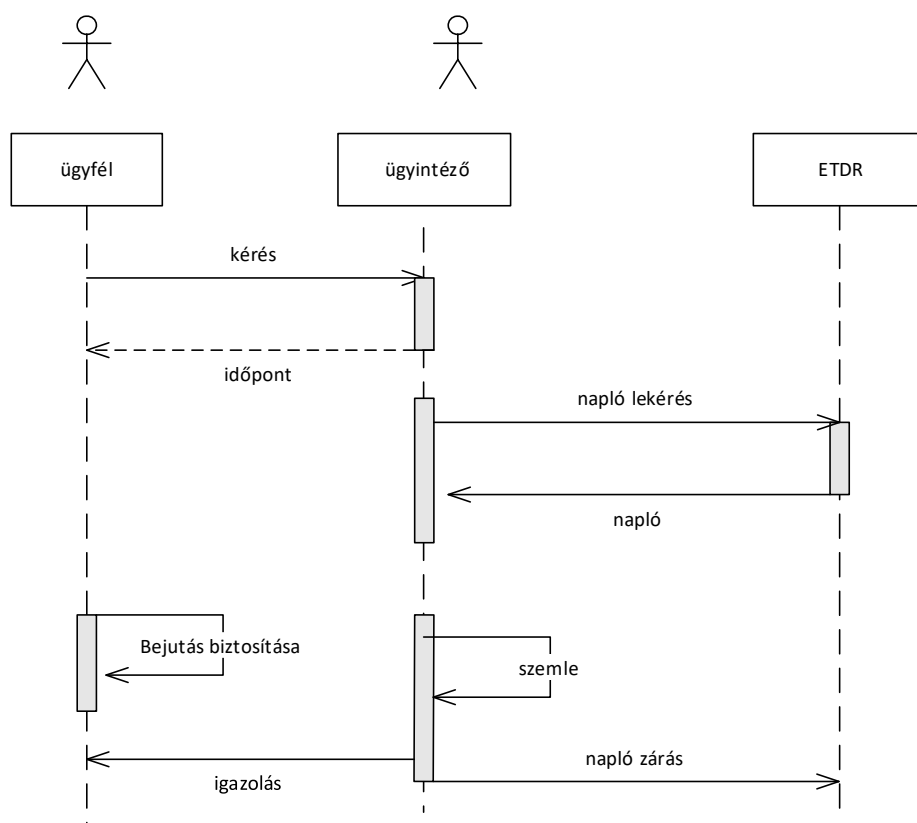 ügyfél
ügyintéző
ETDR
kérés
időpont
napló lekérés
napló
Bejutás biztosítása
szemle
igazolás
napló zárás